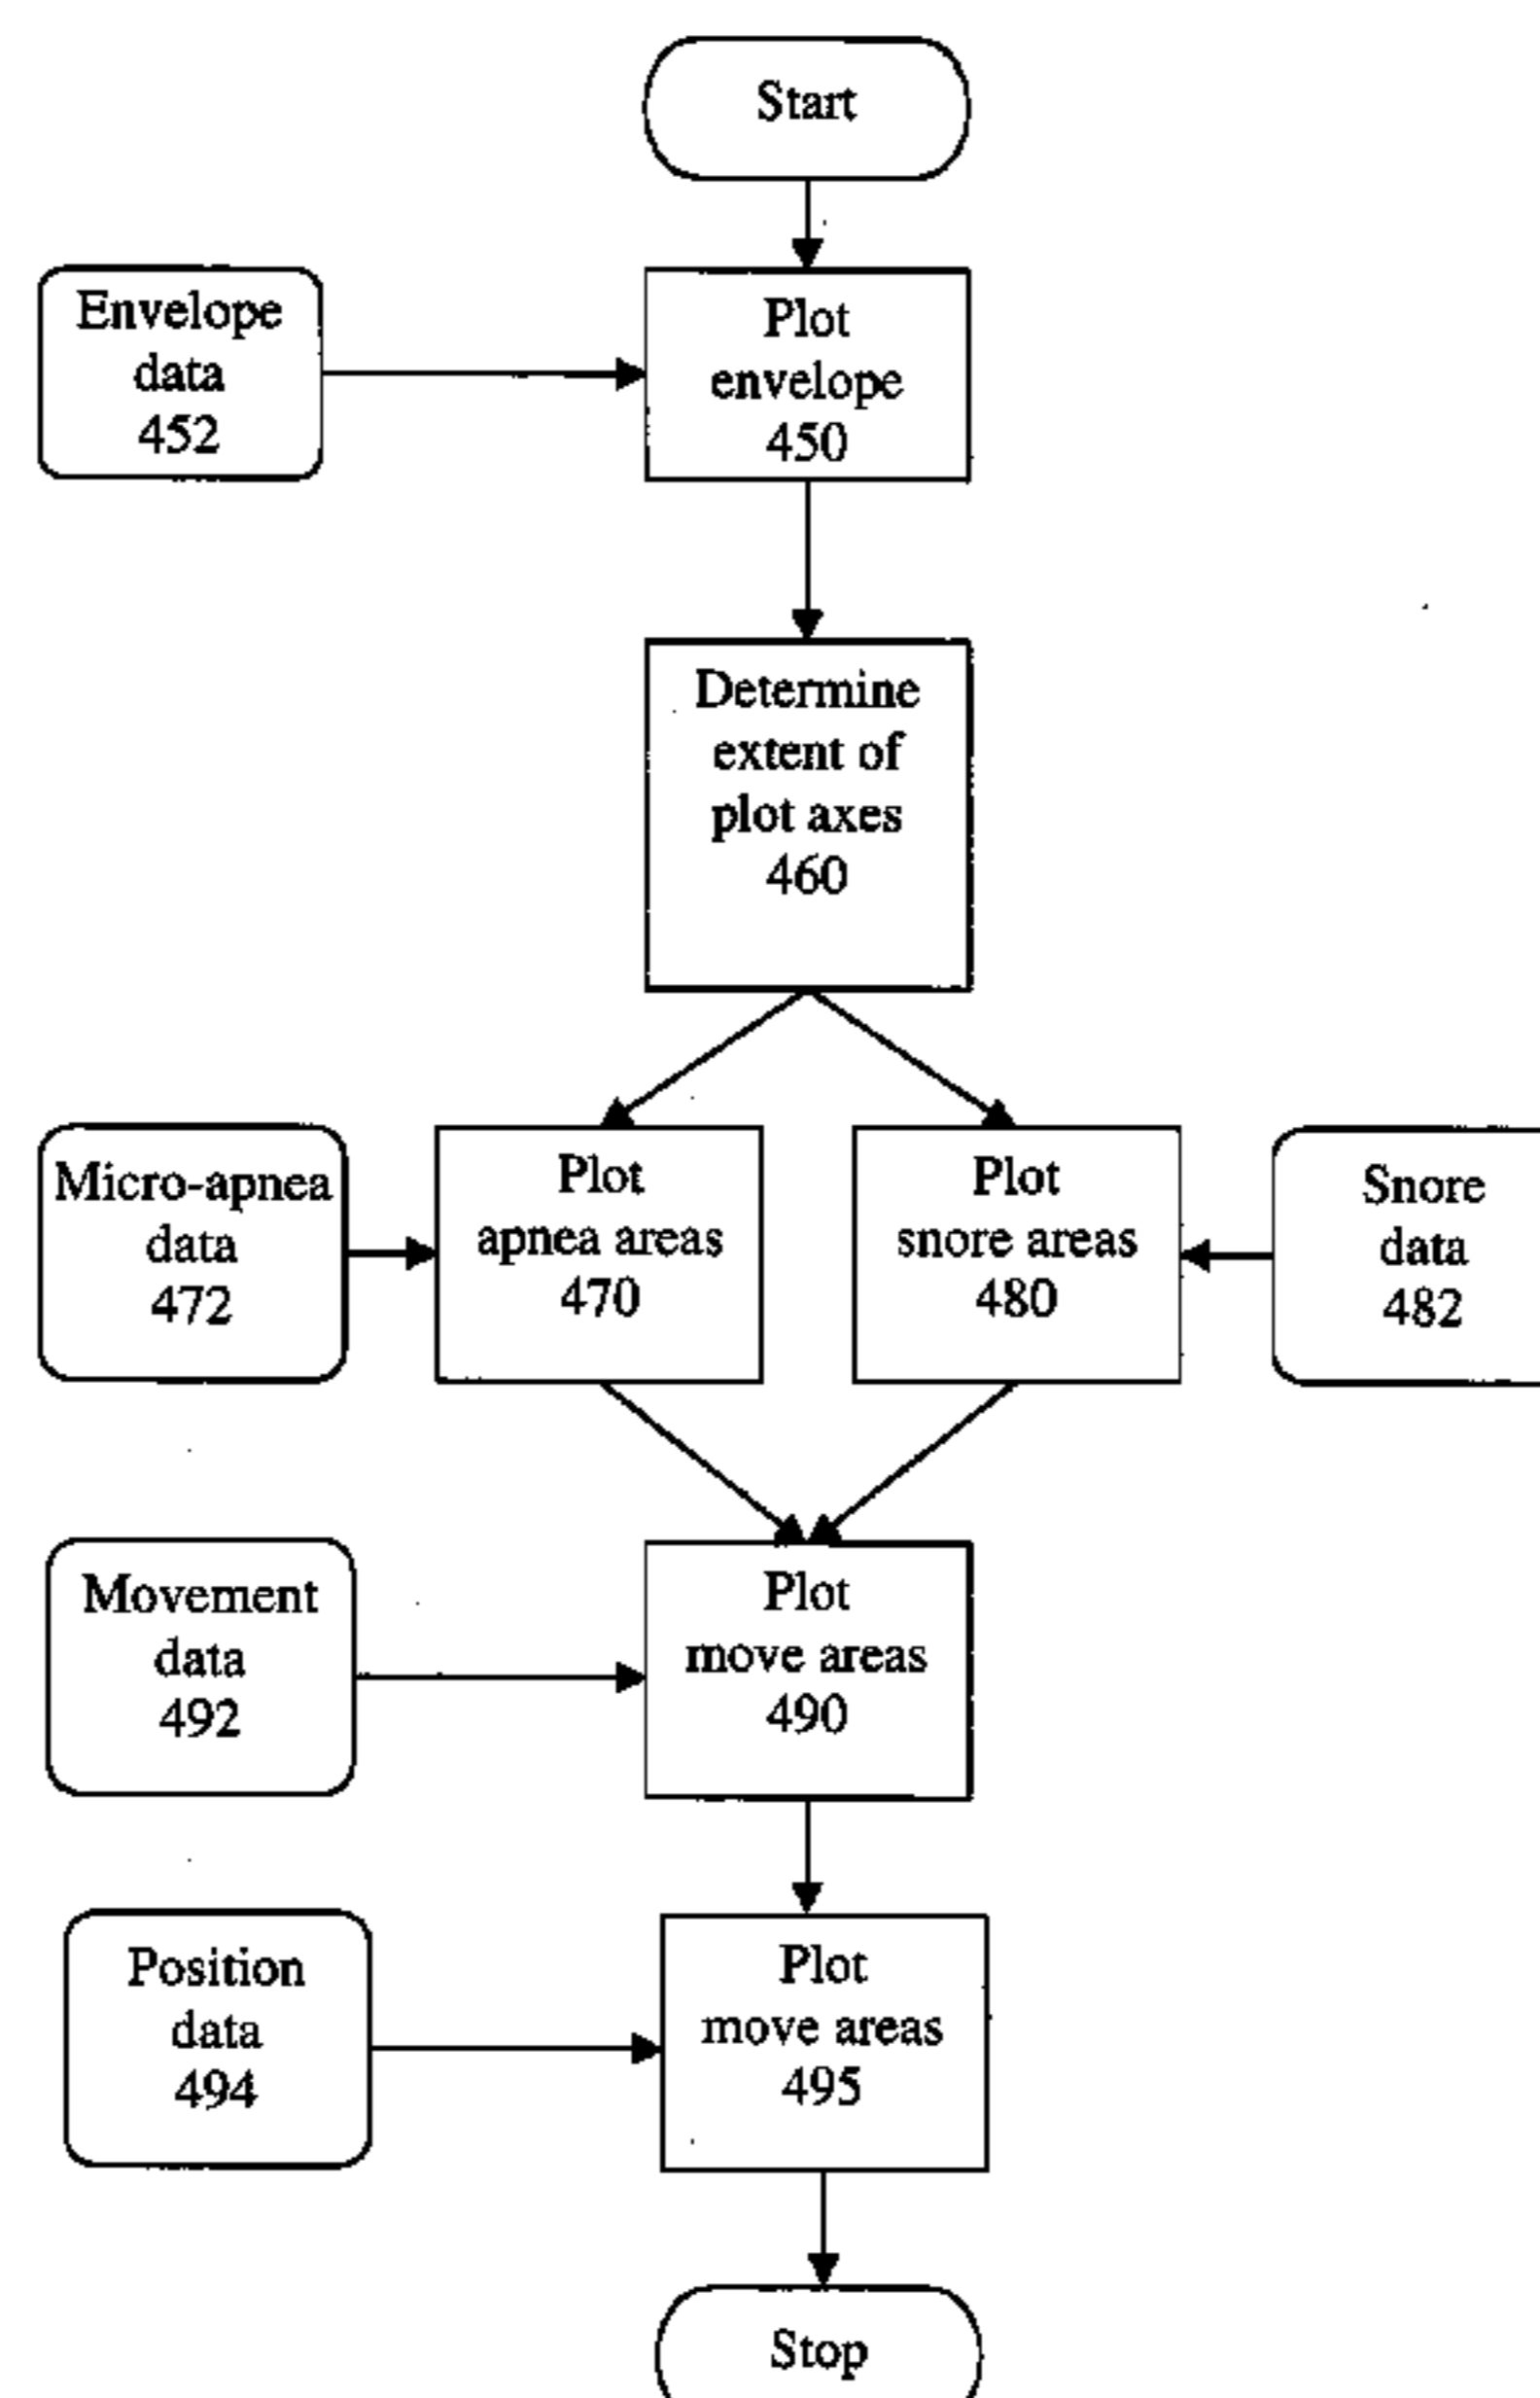 Start
Envelope
data
452
Plot
envelope
450
Determine
extent of
plot axes
460
Micro-apnea
data
472
Plot
apnea areas
470
Plot
snore areas
480
Snore
data
482
Movement
data
492
Plot
move areas
490
Position
data
494
Plot
move areas
495
Stop